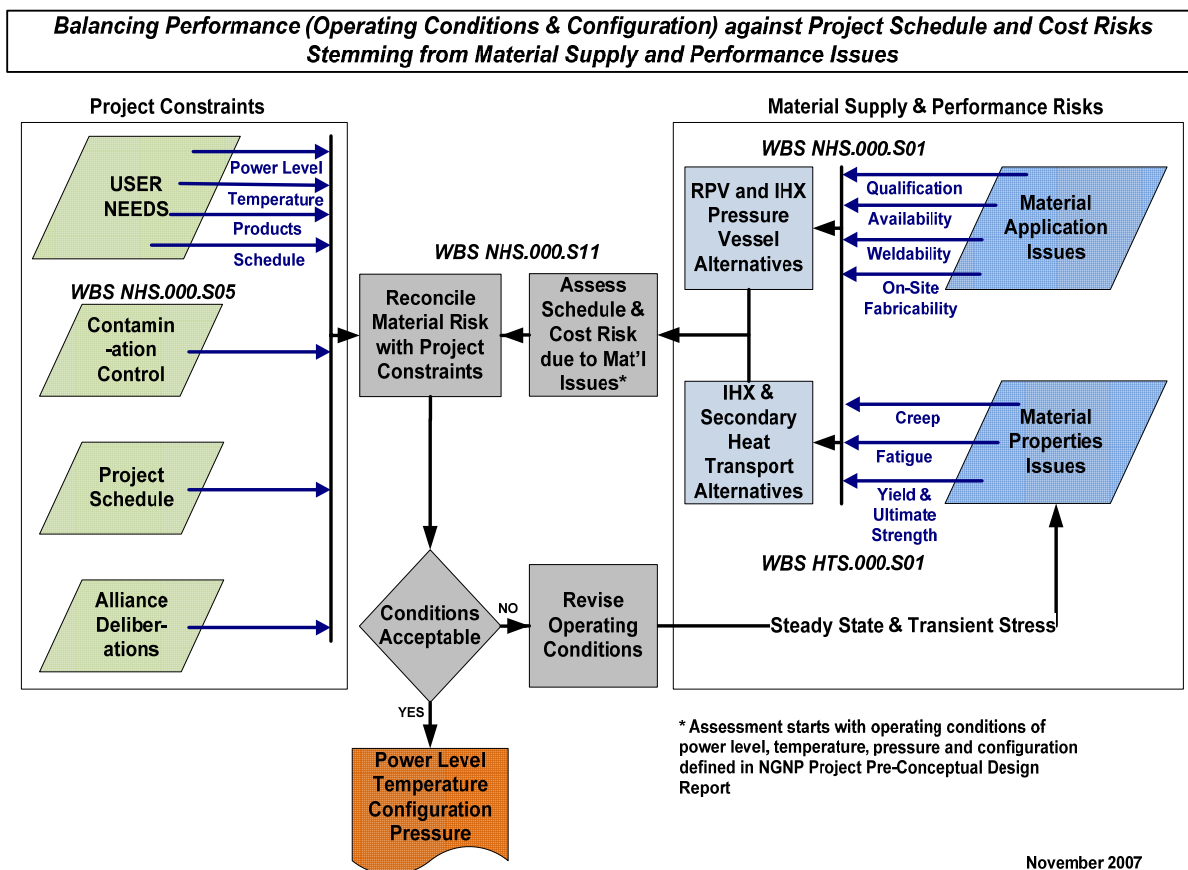 Balancing Performance (Operating Conditions & Configuration) against Project Schedule and Cost Risks
Stemming from Material Supply and Performance Issues
Project Constraints
USER
NEEDS
Power Level
Temperature
Products
Schedule
WBS NHS.000.S05
Contamin
-ation
Control
Project
Schedule
Alliance
Deliber-
ations
WBS NHS.000.S11
Reconcile
Material Risk
with Project
Constraints
Assess
Schedule &
Cost Risk
due to Mat'l
Issues*
Conditions
Acceptable
NO
YES
Revise
Operating
Conditions
Power Level
Temperature
Configuration
Pressure
Material Supply & Performance Risks
WBS NHS.000.S01
RPV and IHX
Pressure
Vessel
Alternatives
Qualification
Availability
Weldability
On-Site
Fabricability
Material
Application
Issues
IHX &
Secondary
Heat
Transport
Alternatives
Creep
Fatigue
Yield &
Ultimate
Strength
Material
Properties
Issues
WBS HTS.000.S01
Steady State & Transient Stress
* Assessment starts with operating conditions of
power level, temperature, pressure and configuration
defined in NGNP Project Pre-Conceptual Design
Report
November 2007